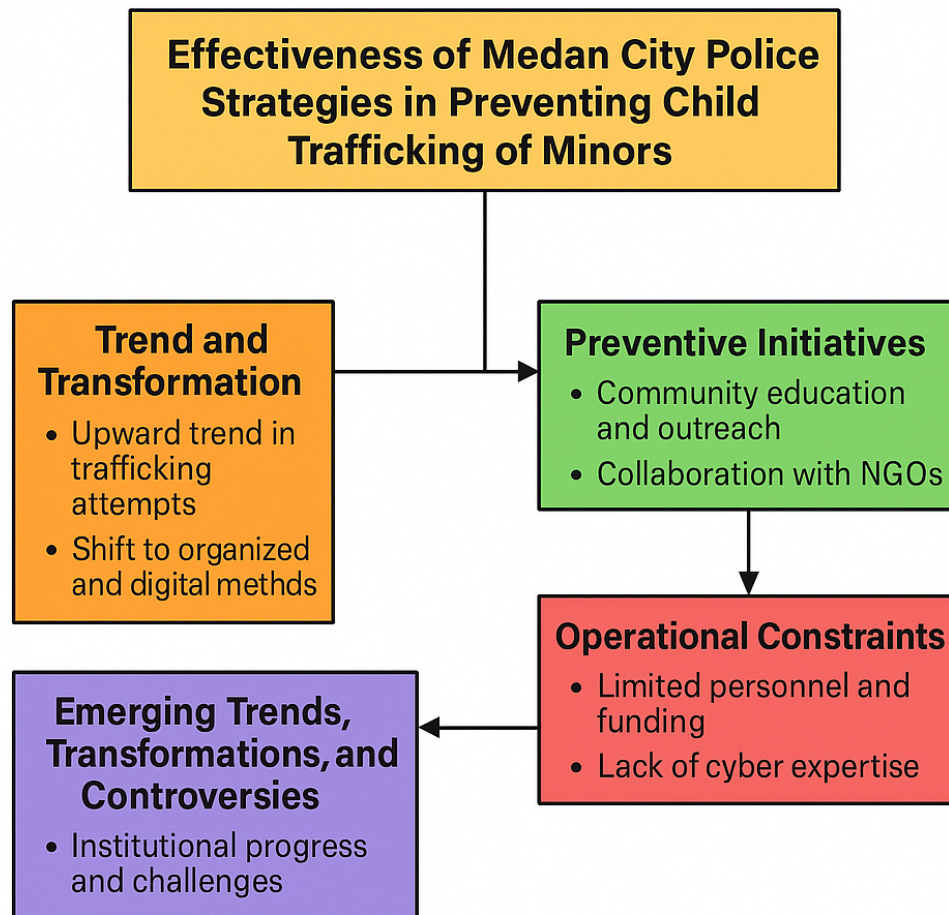 Effectiveness of Medan City Police
Strategies in Preventing Child
Trafficking of Minors
Trend and
Transformation
• Upward trend in
trafficking
attempts
• Shift to organized
and digital methds
Preventive Initiatives
• Community education
and outreach
• Collaboration with NGOs
Operational Constraints
• Limited personnel and
funding
• Lack of cyber expertise
Emerging Trends,
Transformations, and
Controversies
• Institutional progress
and challenges